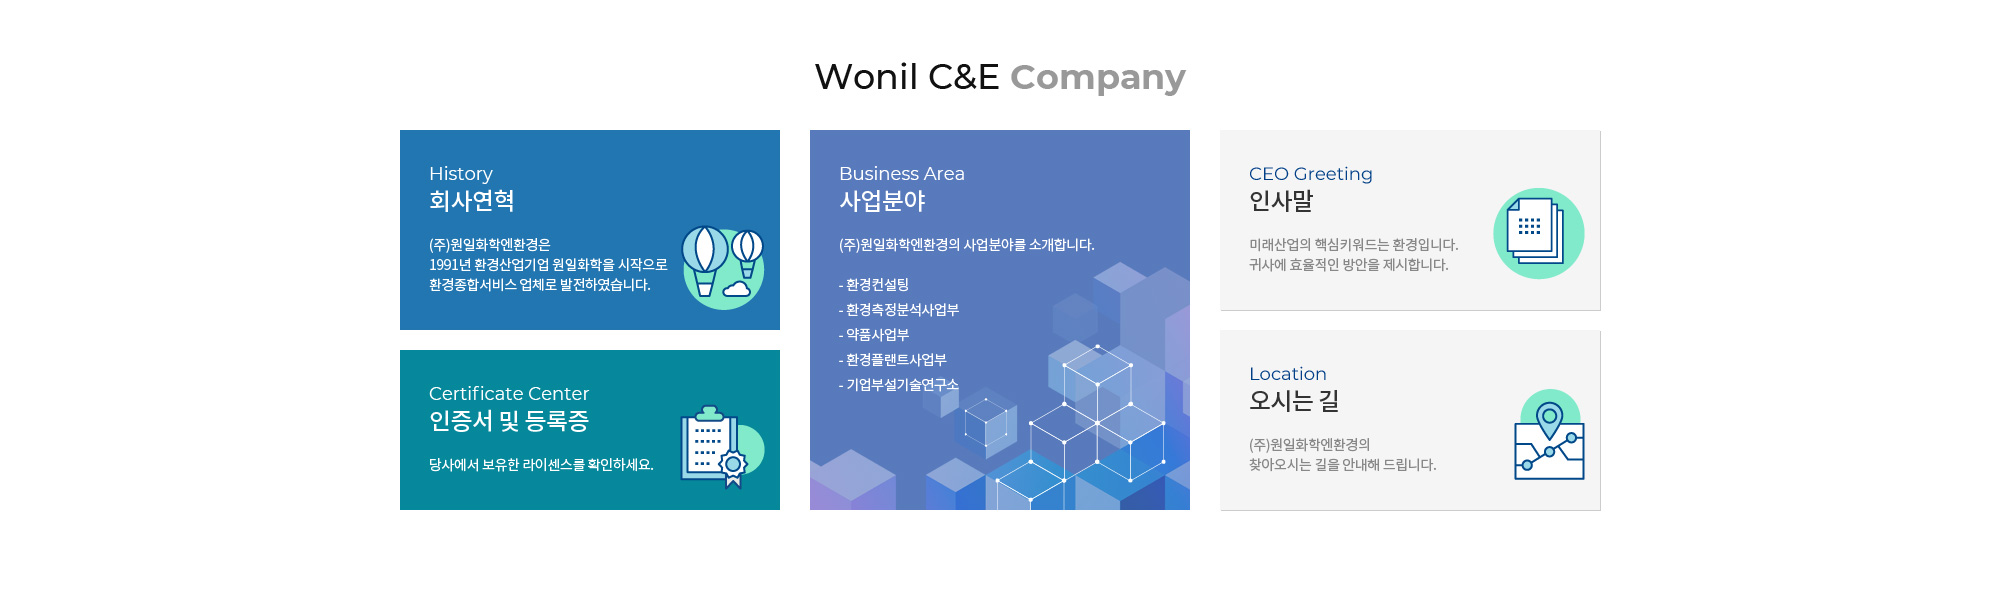 Wonil C&E Company
History
회사연혁
(주)원일화학엔환경은
1991년 환경산업기업 원일화학을 시작으로
환경종합서비스 업체로 발전하였습니다.
Certificate Center
인증서 및 등록증
당사에서 보유한 라이센스를 확인하세요.
Business Area
사업분야
(주)원일화학엔환경의 사업분야를 소개합니다.
- 환경컨설팅
- 환경측정분석사업부
- 약품사업부
- 환경플랜트사업부
- 기업부설기술연구소
CEO Greeting
인사말
미래산업의 핵심키워드는 환경입니다.
귀사에 효율적인 방안을 제시합니다.
Location
오시는 길
(주)원일화학엔환경의
찾아오시는 길을 안내해 드립니다.